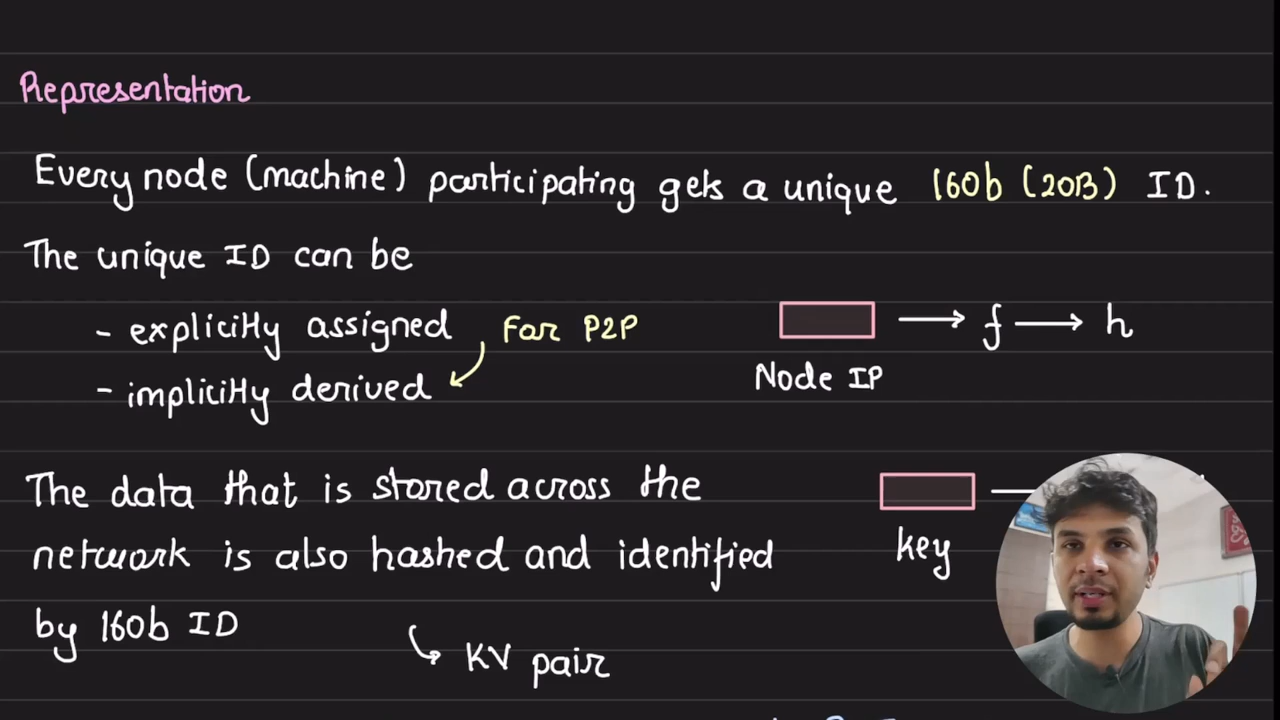 Representation
Every node (machine) participating gets a unique 160b (20B) ID.
The unique ID can be
- explicitly assigned
For P2P
- implicitly derived
→ f → h
Node IP
The data that is stored across the
network is also hashed and identified
by 160b ID
key
KV pair